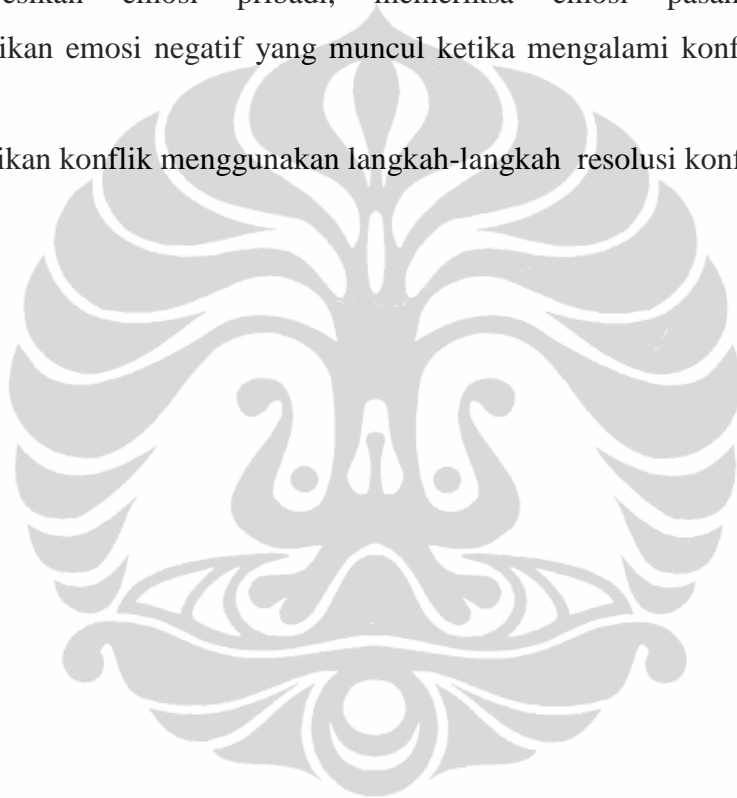 resikan emosi pribadi, memeriksa emosi pasan
ikan emosi negatif yang muncul ketika mengalami konf
ikan konflik menggunakan langkah-langkah resolusi konf